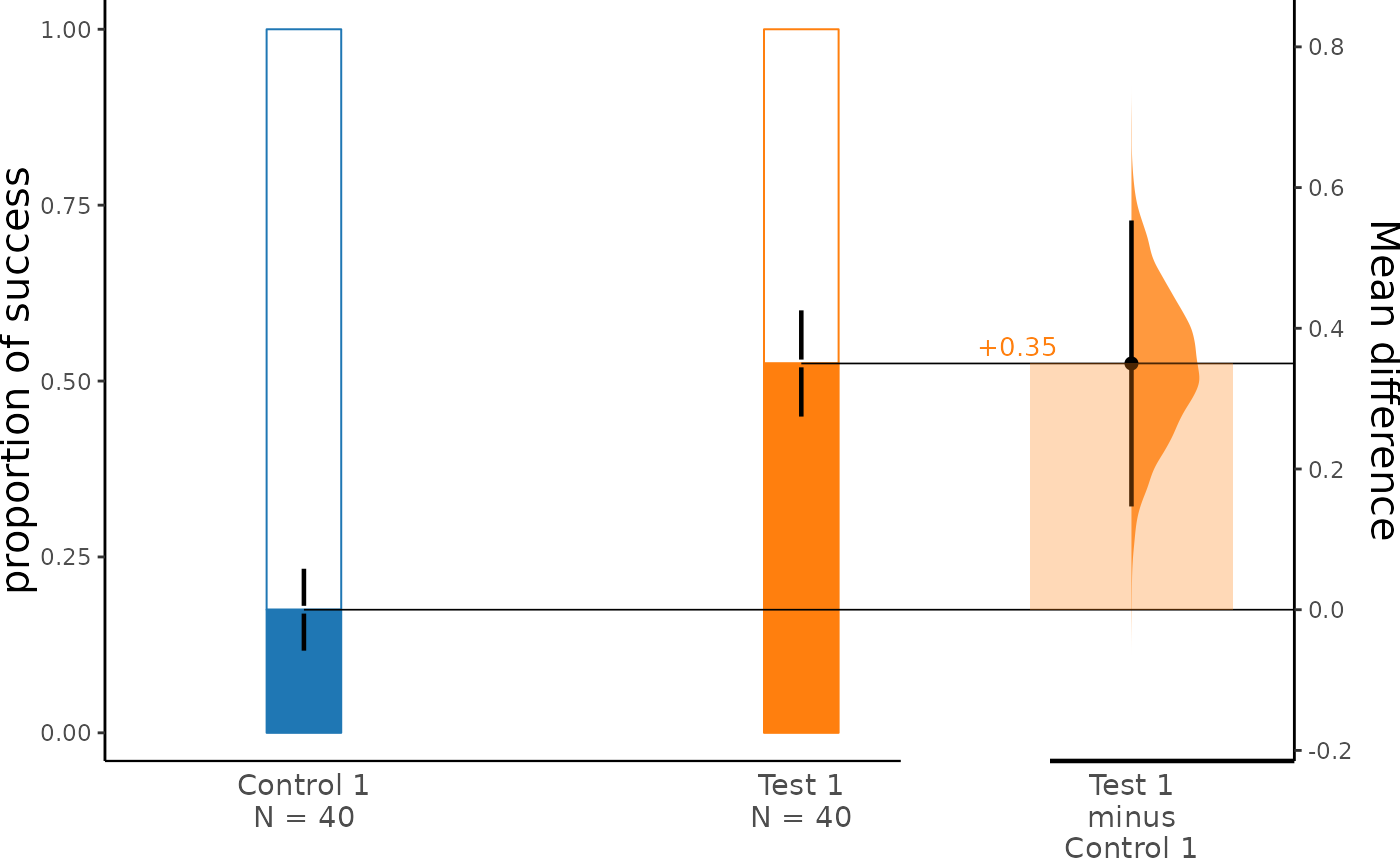 proportion of success
1.00
0.75
0.50
0.25
0.00
Control 1
N = 40
Test 1
N = 40
+0.35
Test 1
minus
Control 1
0.8
0.6
0.4
0.2
0.0
-0.2
Mean difference